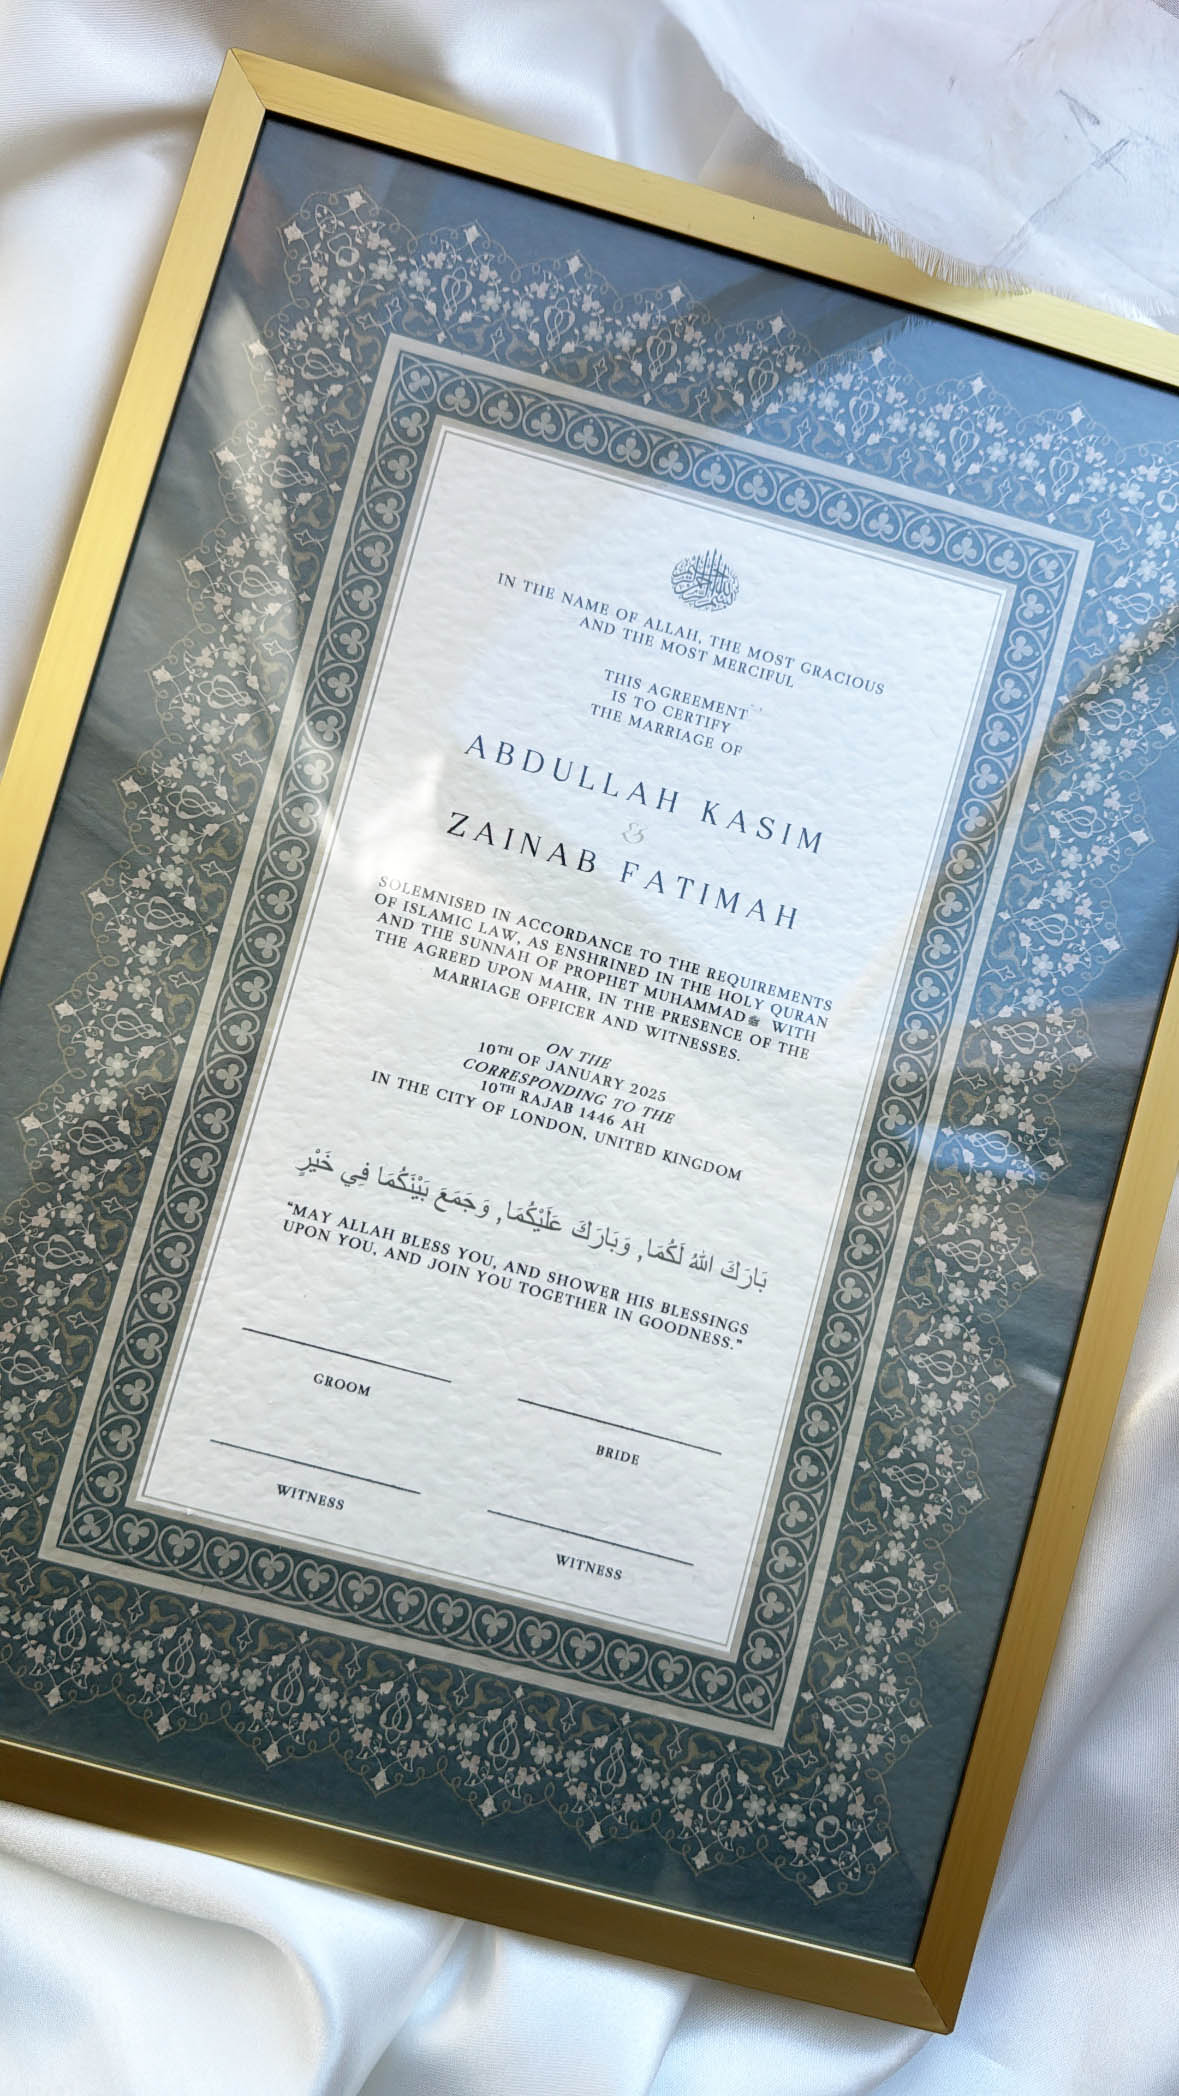 IN THE NAME OF ALLAH, THE MOST GRACIOUS
AND THE MOST MERCIFUL
THIS AGREEMENT
IS TO CERTIFY
THE MARRIAGE OF
ABDULLAH KASIM
&
ZAINAB FATIMAH
SOLEMNISED IN ACCORDANCE TO THE REQUIREMENTS
OF ISLAMIC LAW, AS ENSHRINED IN THE HOLY QURAN
AND THE SUNNAH OF PROPHET MUHAMMADﷺ WITH
THE AGREED UPON MAHR, IN THE PRESENCE OF THE
MARRIAGE OFFICER AND WITNESSES.
ON THE
10TH OF JANUARY 2025
CORRESPONDING TO THE
10TH RAJAB 1446 AH
IN THE CITY OF LONDON, UNITED KINGDOM
بَارَكَ اللهُ لَكُمَا, وَبَارَكَ عَلَيْكُمَا, وَجَمَعَ بَيْنَكُمَا فِي خَيْرٍ
"MAY ALLAH BLESS YOU, AND SHOWER HIS BLESSINGS
UPON YOU, AND JOIN YOU TOGETHER IN GOODNESS."
GROOM
BRIDE
WITNESS
WITNESS